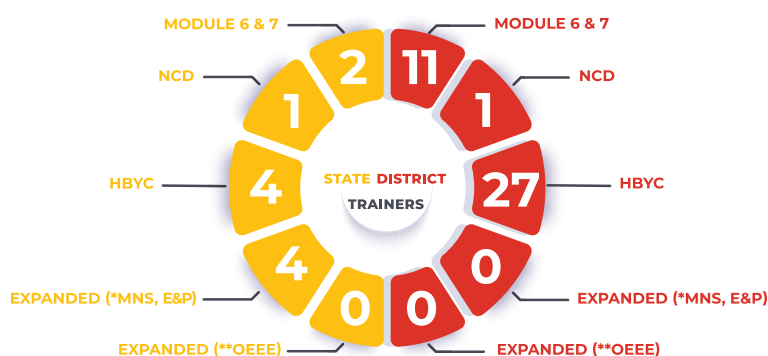 MODULE 6 & 7
MODULE 6 & 7
2
11
NCD
NCD
1
1
HBYC
4
STATE DISTRICT
TRAINERS
27
HBYC
4
0
EXPANDED (*MNS, E&P)
EXPANDED (*MNS, E&P)
0
0
EXPANDED (**OEEE)
EXPANDED (**OEEE)